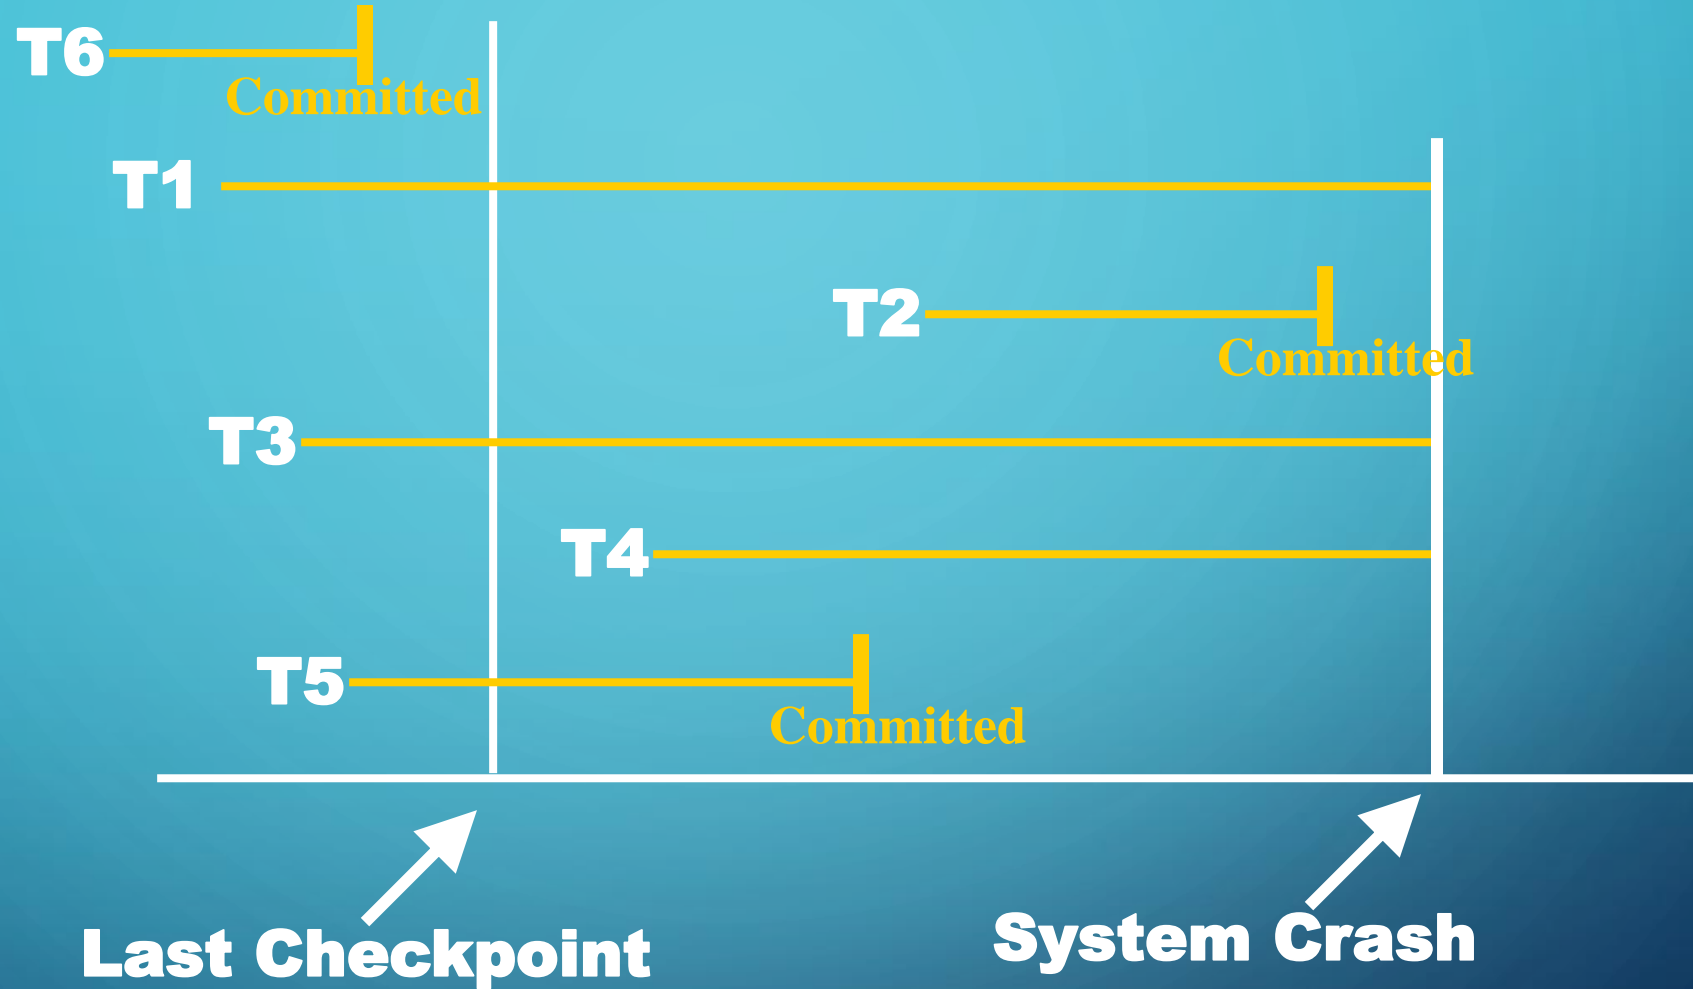 T6
Committed
T1
T2
Committed
T3
T4
T5
Committed
Last Checkpoint
System Crash